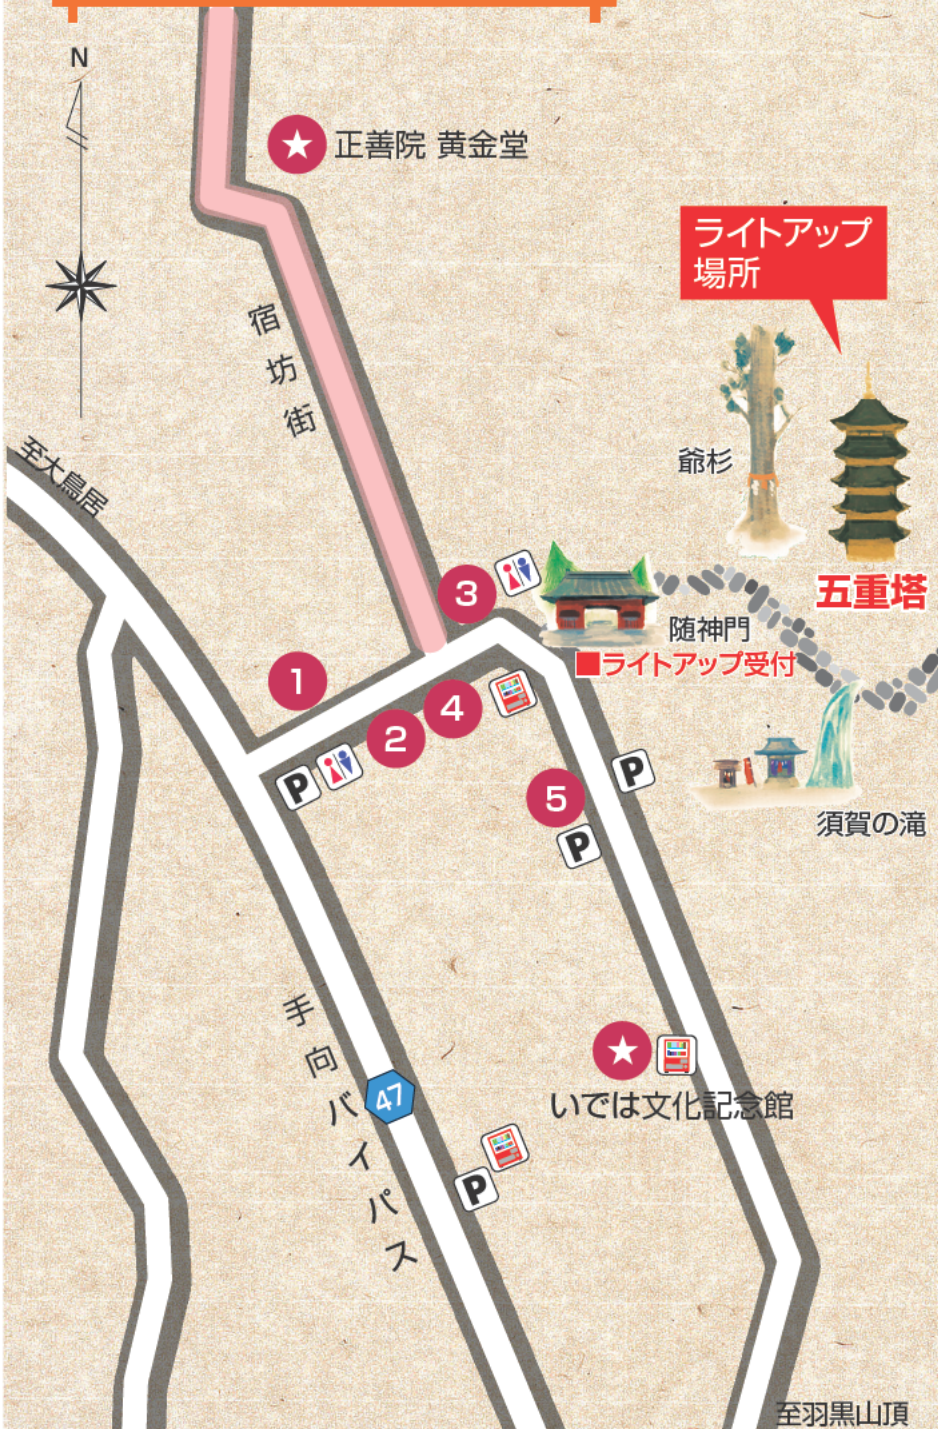 N
正善院 黄金堂
ライトアップ
場所
宿坊街
爺杉
至大鳥居
五重塔
3
随神門
■ライトアップ受付
1
4
2
P
P
5
P
須賀の滝
手向バイパス
47
いでは文化記念館
P
至羽黒山頂